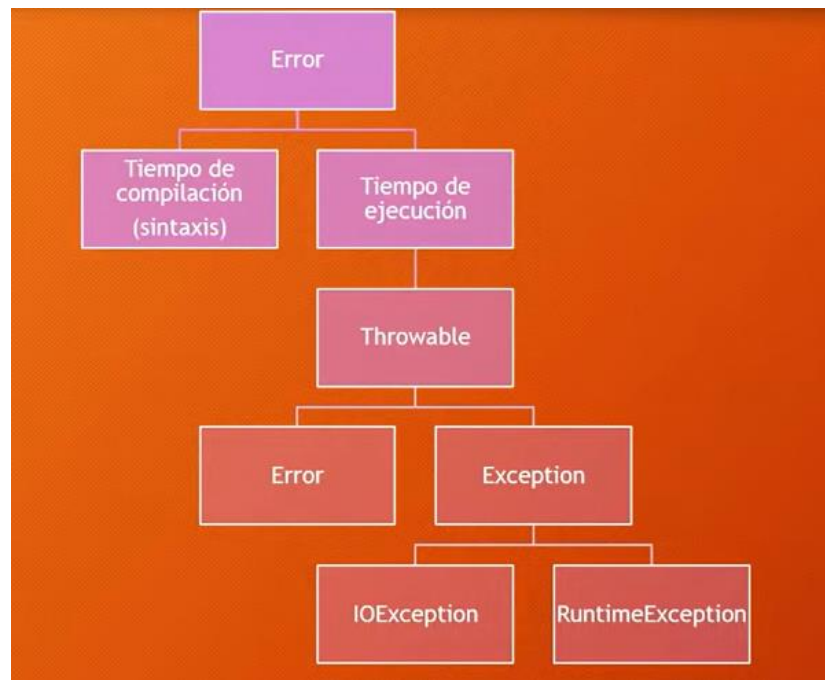 Error
Tiempo de
compilación
(sintaxis)
Tiempo de
ejecución
Throwable
Error
Exception
IOException
RuntimeException